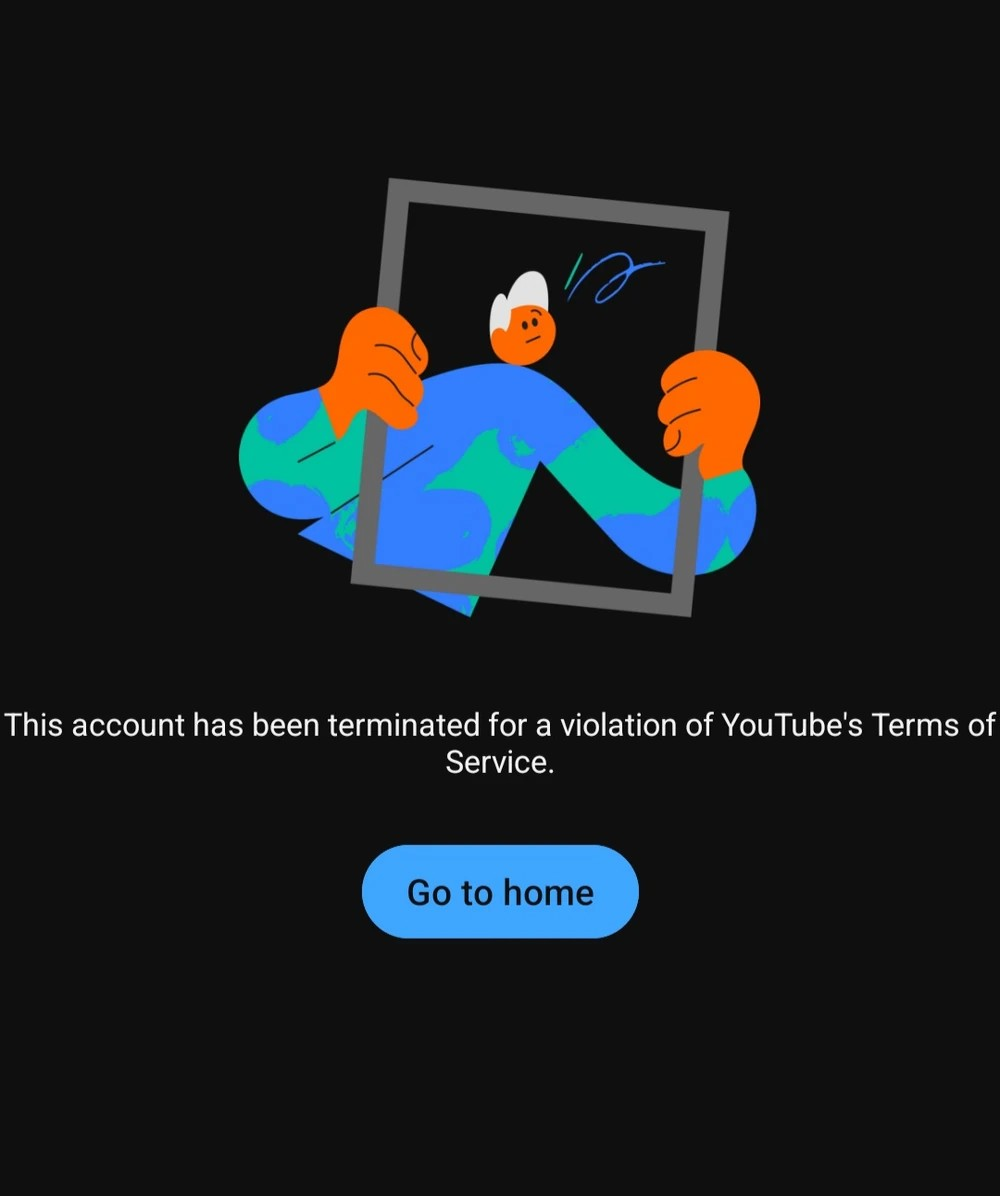 This account has been terminated for a violation of YouTube's Terms of
Service.
Go to home